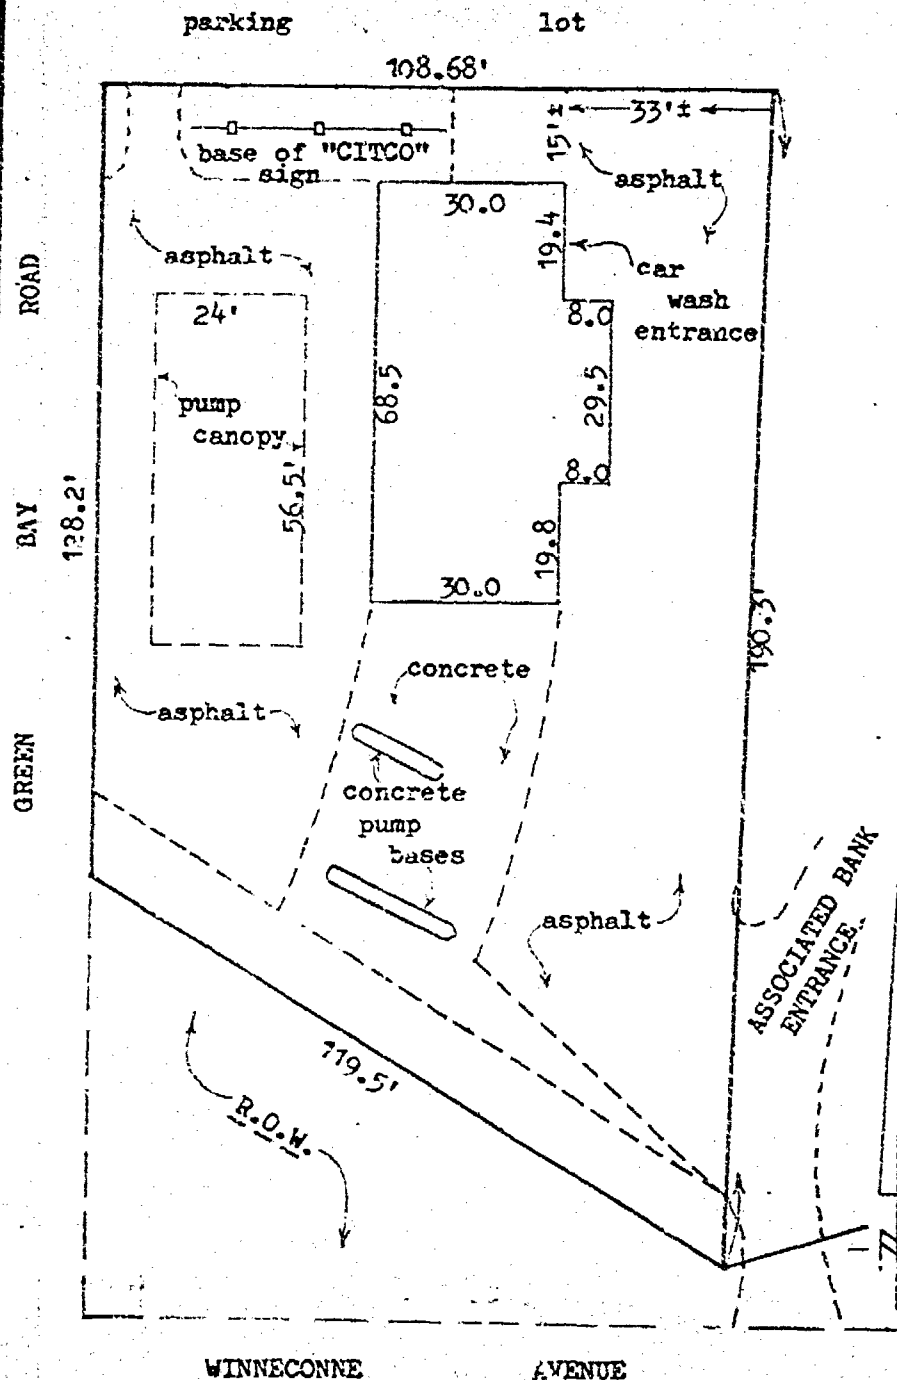 parking lot
108.68'
33'±
15'±
base of "CITCO"
sign
asphalt
30.0
19.4
asphalt
car
wash
entrance
24'
8.0
pump
canopy
68.5
29.5
56.5'
8.0
19.8
30.0
GREEN BAY ROAD
128.2'
190.3'
concrete
asphalt
concrete
pump
bases
asphalt
ASSOCIATED BANK
ENTRANCE
119.5'
R.O.W.
WINNECONNE AVENUE